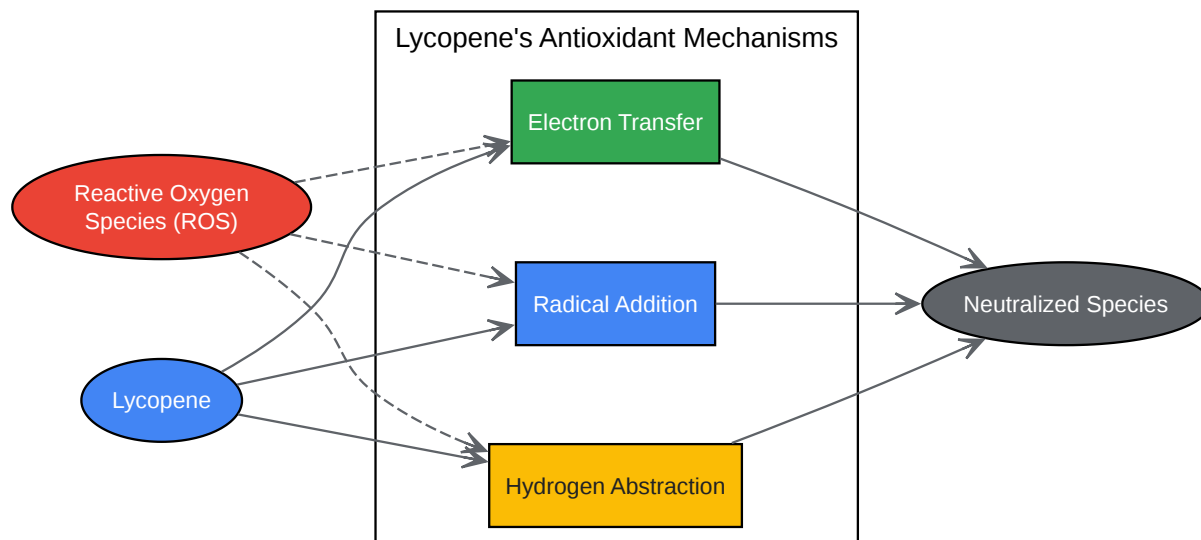 Lycopene's Antioxidant Mechanisms
Electron Transfer
Reactive Oxygen
Species (ROS)
Radical Addition
Neutralized Species
Lycopene
Hydrogen Abstraction